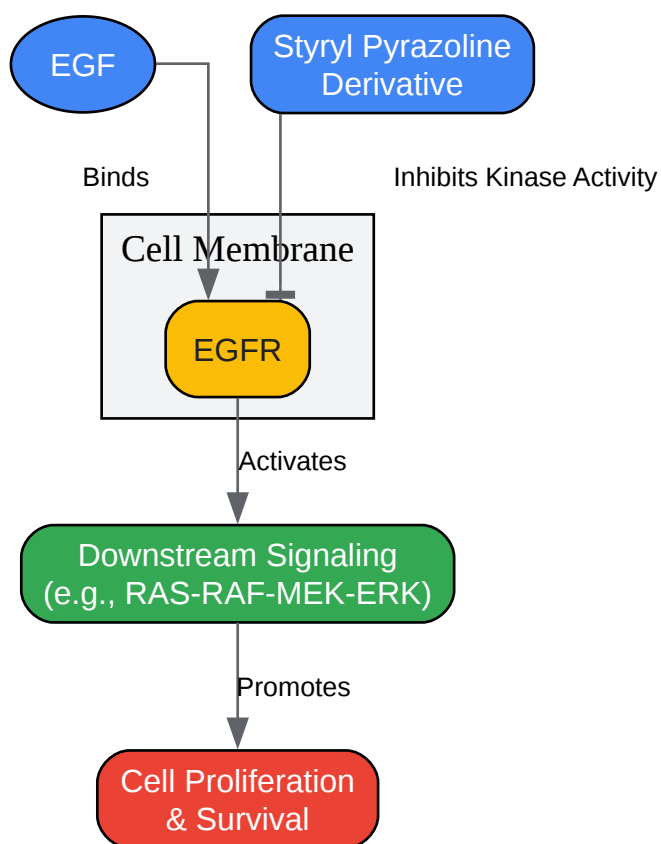 EGF
Styryl Pyrazoline
Derivative
Binds
Inhibits Kinase Activity
Cell Membrane
EGFR
Activates
Downstream Signaling
(e.g., RAS-RAF-MEK-ERK)
Promotes
Cell Proliferation
& Survival